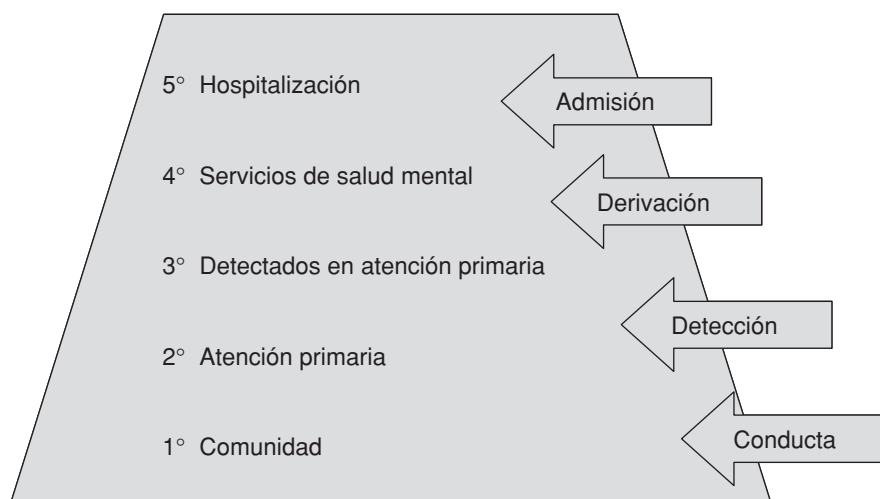 5° Hospitalización
Admisión
4° Servicios de salud mental
Derivación
3° Detectados en atención primaria
Detección
2° Atención primaria
1° Comunidad
Conducta